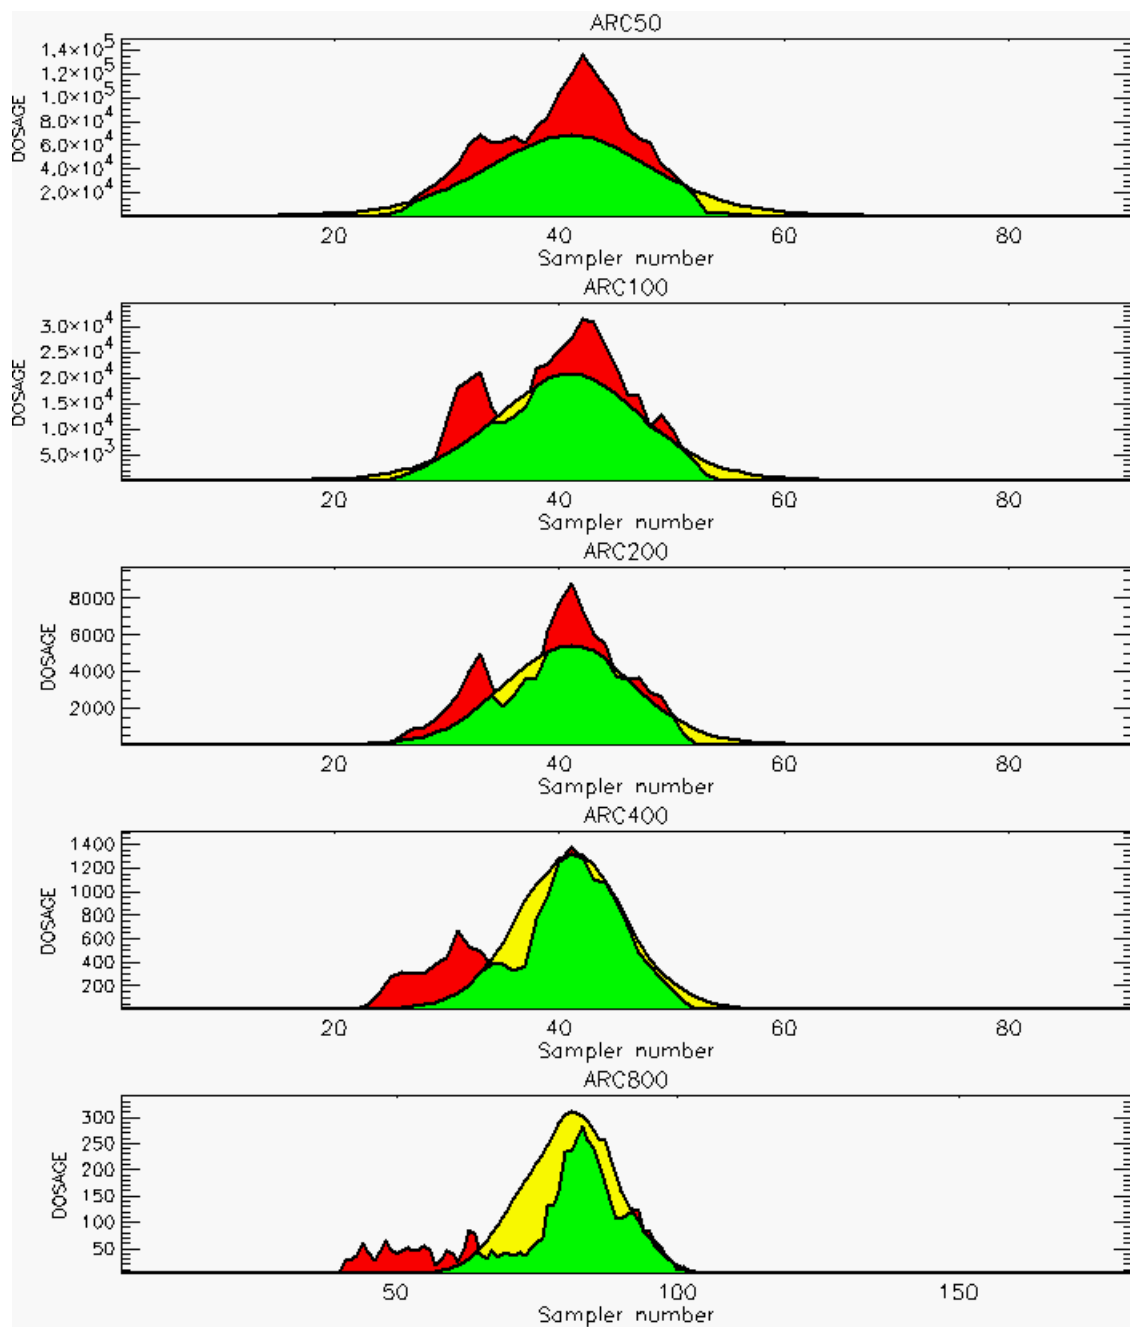 ARC50
DOSAGE
1.4×10⁵
1.2×10⁵
1.0×10⁵
8.0×10⁴
6.0×10⁴
4.0×10⁴
2.0×10⁴
20 40 60 80
Sampler number
ARC100
DOSAGE
3.0×10⁴
2.5×10⁴
2.0×10⁴
1.5×10⁴
1.0×10⁴
5.0×10³
20 40 60 80
Sampler number
ARC200
DOSAGE
8000
6000
4000
2000
20 40 60 80
Sampler number
ARC400
DOSAGE
1400
1200
1000
800
600
400
200
20 40 60 80
Sampler number
ARC800
DOSAGE
300
250
200
150
100
50
50 100 150
Sampler number